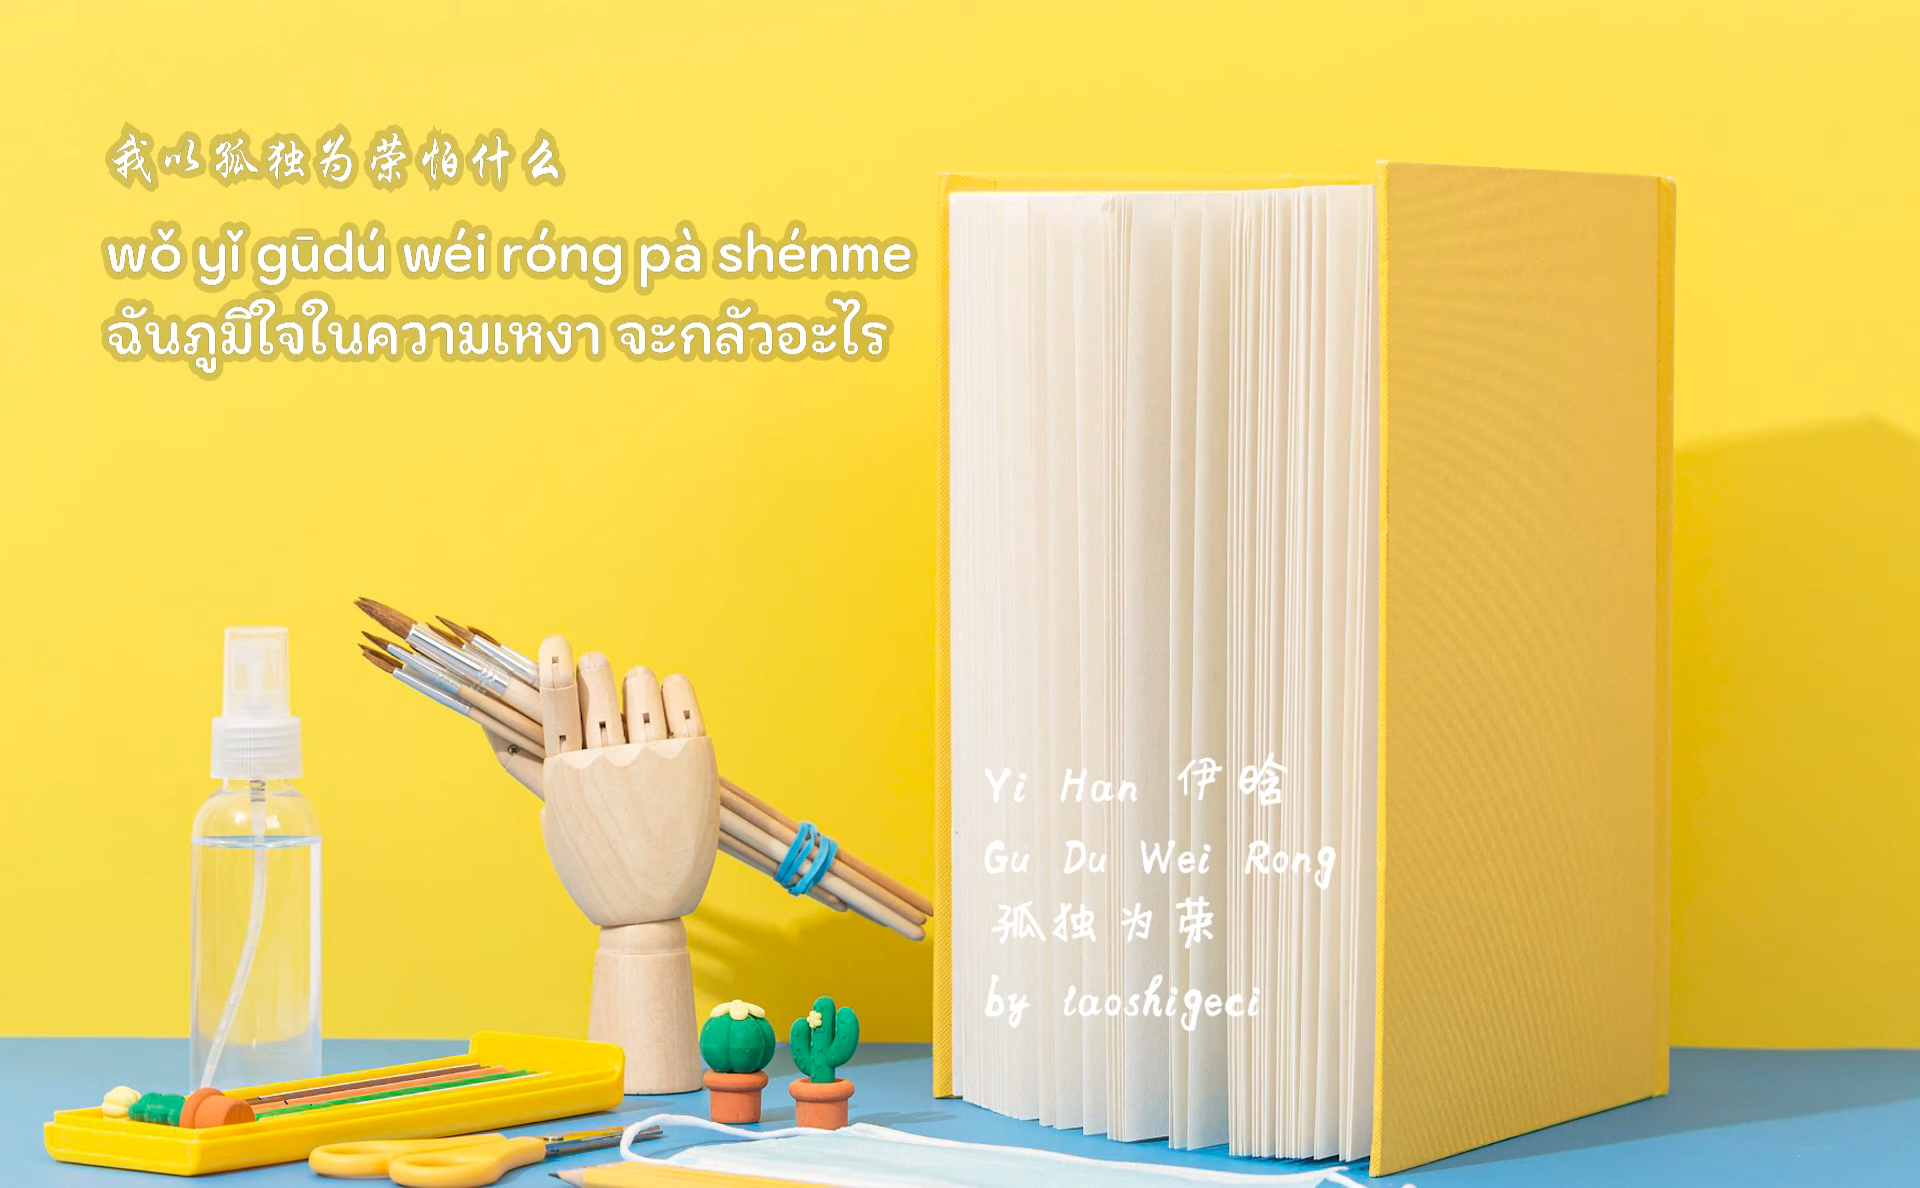 我以孤独为荣怕什么
wǒ yǐ gūdú wéi róng pà shénme
ฉันภูมิใจในความเหงา จะกลัวอะไร
Yi Han 伊晗
Gu Du Wei Rong
孤独为荣
by laoshigeci